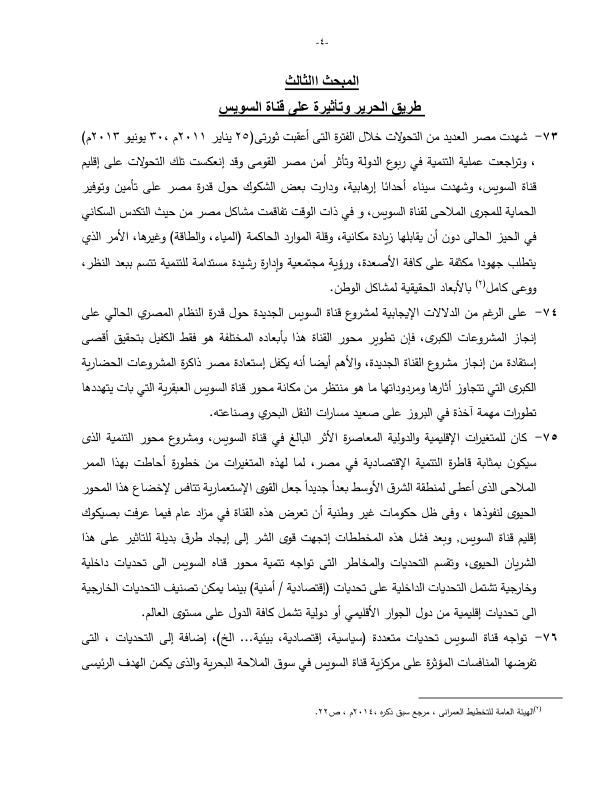 -٤-
المبحث االثالث
طريق الحرير وتأثيرة على قناة السويس
٧٣- شهدت مصر العديد من التحولات خلال الفترة التى أعقبت ثورتى(٢٥ يناير ٢٠١١م ،٣٠ يونيو ٢٠١٣م)
، وتراجعت عملية التنمية في ربوع الدولة وتأثر أمن مصر القومى وقد إنعكست تلك التحولات على إقليم
قناة السويس، وشهدت سيناء أحداثا إرهابية، ودارت بعض الشكوك حول قدرة مصر على تأمين وتوفير
الحماية للمجرى الملاحى لقناة السويس، و في ذات الوقت تفاقمت مشاكل مصر من حيث التكدس السكاني
في الحيز الحالى دون أن يقابلها زيادة مكانية، وقلة الموارد الحاكمة (المياء، والطاقة) وغيرها، الأمر الذي
يتطلب جهودا مكثفة على كافة الأصعدة، ورؤية مجتمعية وإدارة رشيدة مستدامة للتنمية تتسم ببعد النظر،
ووعى كامل(٢) بالأبعاد الحقيقية لمشاكل الوطن.
٧٤- على الرغم من الدلالات الإيجابية لمشروع قناة السويس الجديدة حول قدرة النظام المصري الحالي على
إنجاز المشروعات الكبرى، فإن تطوير محور القناة هذا بأبعاده المختلفة هو فقط الكفيل بتحقيق أقصى
إستقادة من إنجاز مشروع القناة الجديدة، والأهم أيضا أنه يكفل إستعادة مصر ذاكرة المشروعات الحضارية
الكبرى التي تتجاوز أثارها ومردوداتها ما هو منتظر من مكانة محور قناة السويس العبقرية التي بات يتهددها
تطورات مهمة آخذة في البروز على صعيد مسارات النقل البحري وصناعته.
٧٥- كان للمتغيرات الإقليمية والدولية المعاصرة الأثر البالغ في قناة السويس، ومشروع محور التنمية الذى
سيكون بمثابة قاطرة التنمية الإقتصادية في مصر، لما لهذه المتغيرات من خطورة أحاطت بهذا الممر
الملاحى الذى أعطى لمنطقة الشرق الأوسط بعداً جديداً جعل القوى الإستعمارية تتافس لإخضاع هذا المحور
الحيوى لنفوذها ، وفى ظل حكومات غير وطنية أن تعرض هذه القناة في مزاد عام فيما عرفت بصيكوك
إقليم قناة السويس, وبعد فشل هذه المخططات إتجهت قوى الشر إلى إيجاد طرق بديلة للتاثير على هذا
الشريان الحيوى، وتقسم التحديات والمخاطر التى تواجه تتمية محور قناه السويس الى تحديات داخلية
وخارجية تشتمل التحديات الداخلية على تحديات (إقتصادية / أمنية) بينما يمكن تصنيف التحديات الخارجية
الى تحديات إقليمية من دول الجوار الأقليمي أو دولية تشمل كافة الدول على مستوى العالم.
٧٦- تواجه قناة السويس تحديات متعددة (سياسية، إقتصادية، بيئية... الخ)، إضافة إلى التحديات ، التى
تفرضها المنافسات المؤثرة على مركزية قناة السويس في سوق الملاحة البحرية والذى يكمن الهدف الرئيسى
(٢)الهيئة العامة للتخطيط العمرانى ، مرجع سبق ذكره ،٢٠١٤م ، ص٢٢.